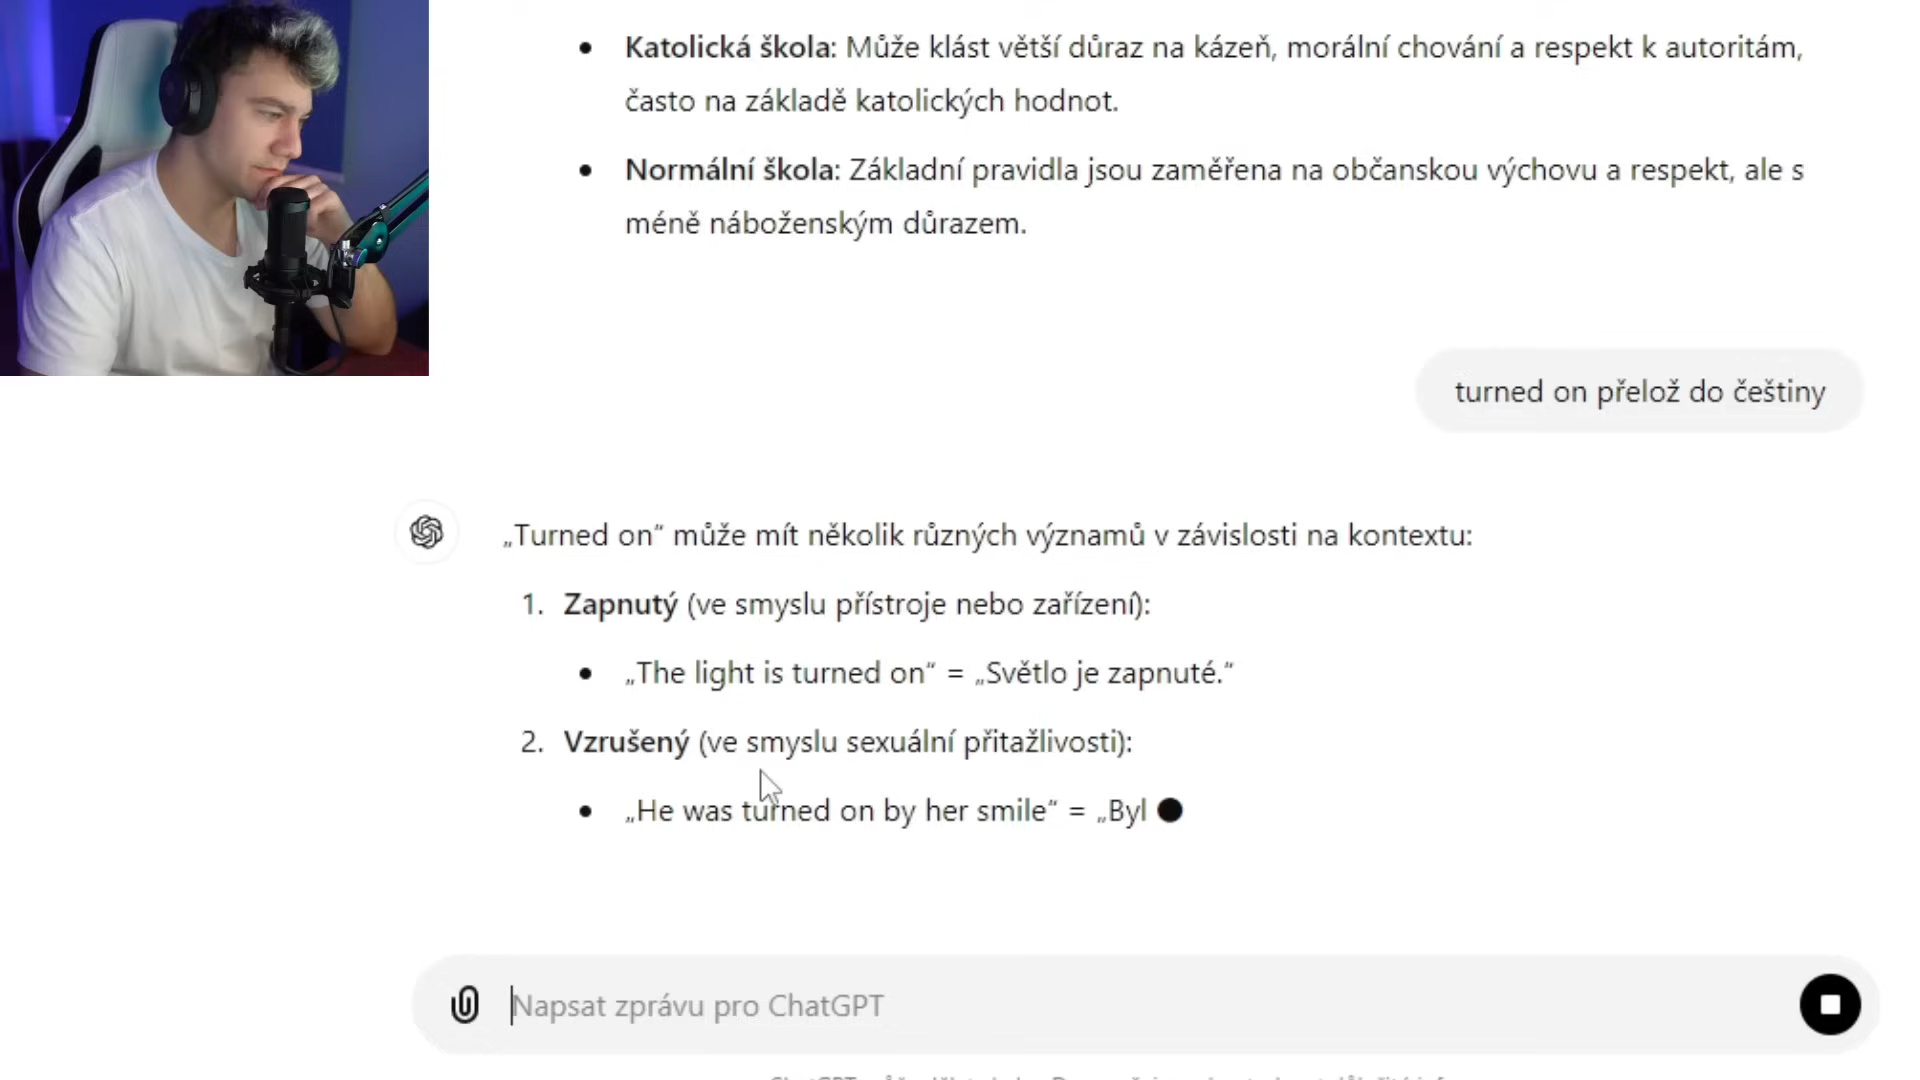 Katolická škola: Může klást větší důraz na kázeň, morální chování a respekt k autoritám,
často na základě katolických hodnot.
Normální škola: Základní pravidla jsou zaměřena na občanskou výchovu a respekt, ale s
méně náboženským důrazem.
turned on přelož do češtiny
„Turned on“ může mít několik různých významů v závislosti na kontextu:
1. Zapnutý (ve smyslu přístroje nebo zařízení):
„The light is turned on“ = „Světlo je zapnuté.“
2. Vzrušený (ve smyslu sexuální přitažlivosti):
„He was turned on by her smile“ = „Byl
Napsat zprávu pro ChatGPT